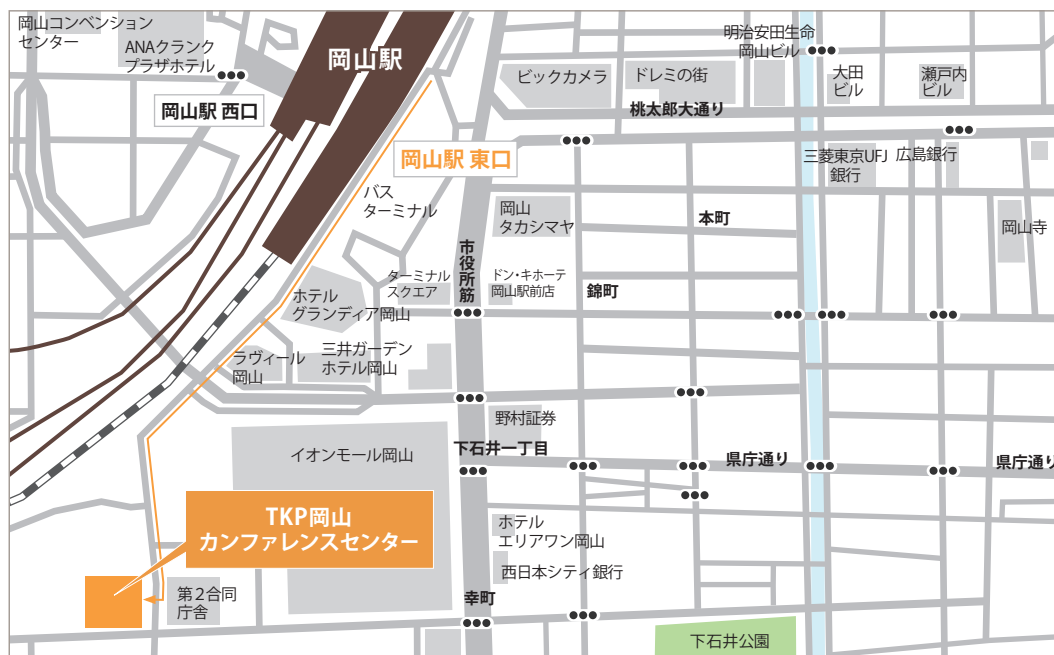 岡山コンベンション
センター
ANAクランク
プラザホテル
岡山駅
岡山駅 西口
明治安田生命
岡山ビル
ビックカメラ
ドレミの街
大田
ビル
瀬戸内
ビル
桃太郎大通り
岡山駅 東口
三菱東京UFJ
銀行
広島銀行
バス
ターミナル
岡山
タカシマヤ
本町
岡山寺
市役所筋
ターミナル
スクエア
ドン・キホーテ
岡山駅前店
錦町
ホテル
グランディア岡山
ラヴィール
岡山
三井ガーデン
ホテル岡山
野村証券
イオンモール岡山
下石井一丁目
県庁通り
県庁通り
TKP岡山
カンファレンスセンター
ホテル
エリアワン岡山
西日本シティ銀行
第2合同
庁舎
幸町
下石井公園